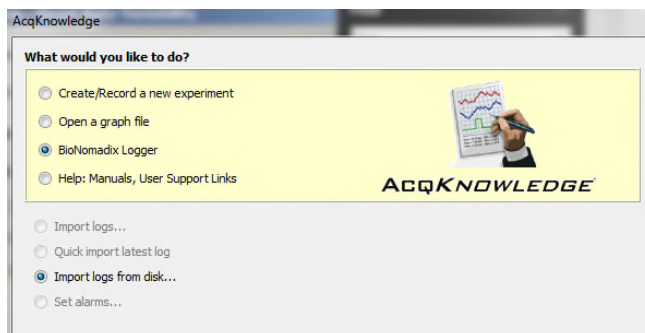 AcqKnowledge
What would you like to do?
Create/Record a new experiment
Open a graph file
BioNomadix Logger
Help: Manuals, User Support Links
ACQKNOWLEDGE
Import logs...
Quick import latest log
Import logs from disk...
Set alarms...